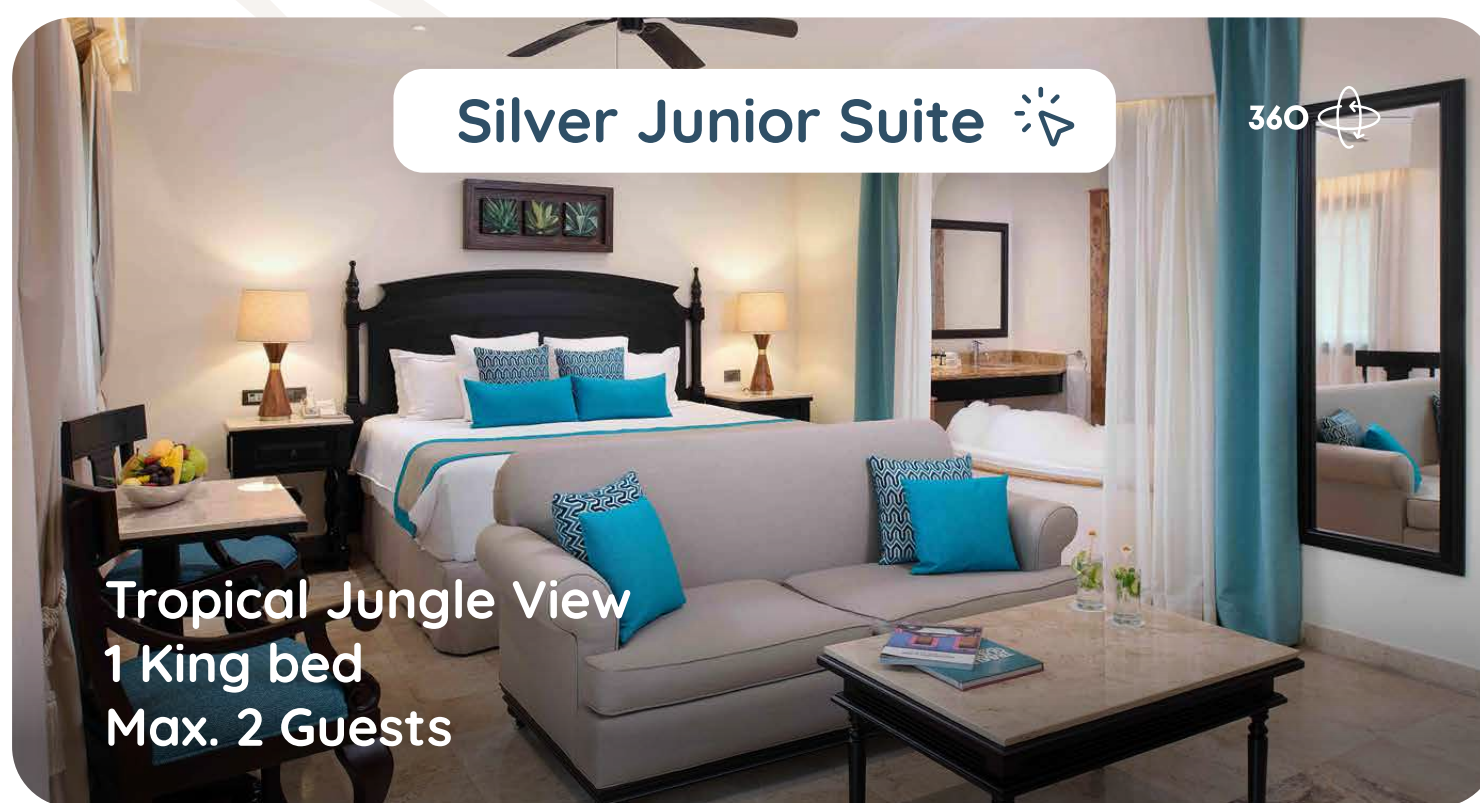 Silver Junior Suite
360
Tropical Jungle View
1 King bed
Max. 2 Guests